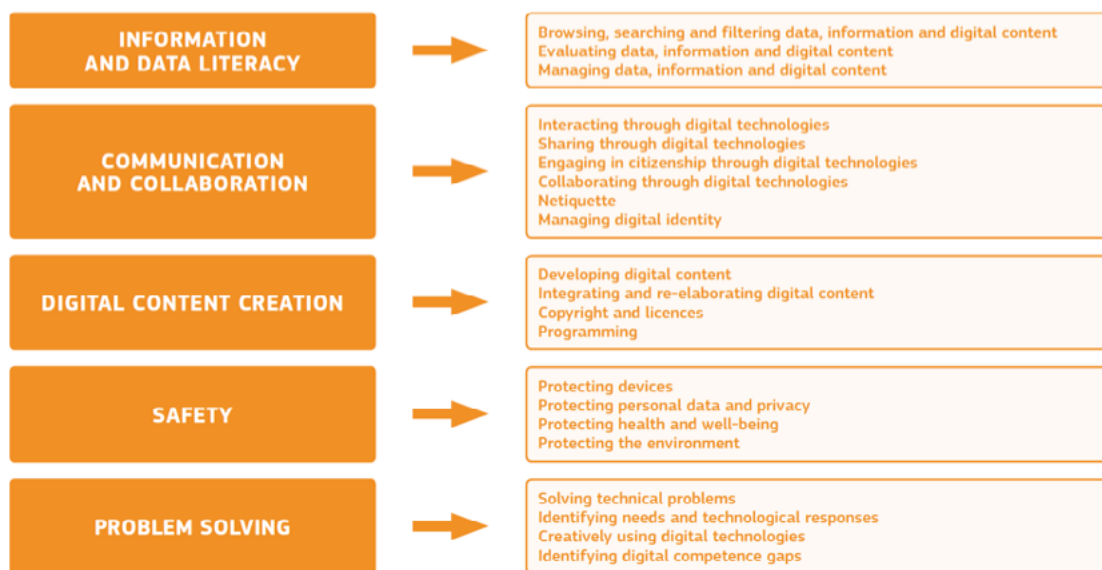 INFORMATION
AND DATA LITERACY
Browsing, searching and filtering data, information and digital content
Evaluating data, information and digital content
Managing data, information and digital content
COMMUNICATION
AND COLLABORATION
Interacting through digital technologies
Sharing through digital technologies
Engaging in citizenship through digital technologies
Collaborating through digital technologies
Netiquette
Managing digital identity
DIGITAL CONTENT CREATION
Developing digital content
Integrating and re-elaborating digital content
Copyright and licences
Programming
SAFETY
Protecting devices
Protecting personal data and privacy
Protecting health and well-being
Protecting the environment
PROBLEM SOLVING
Solving technical problems
Identifying needs and technological responses
Creatively using digital technologies
Identifying digital competence gaps